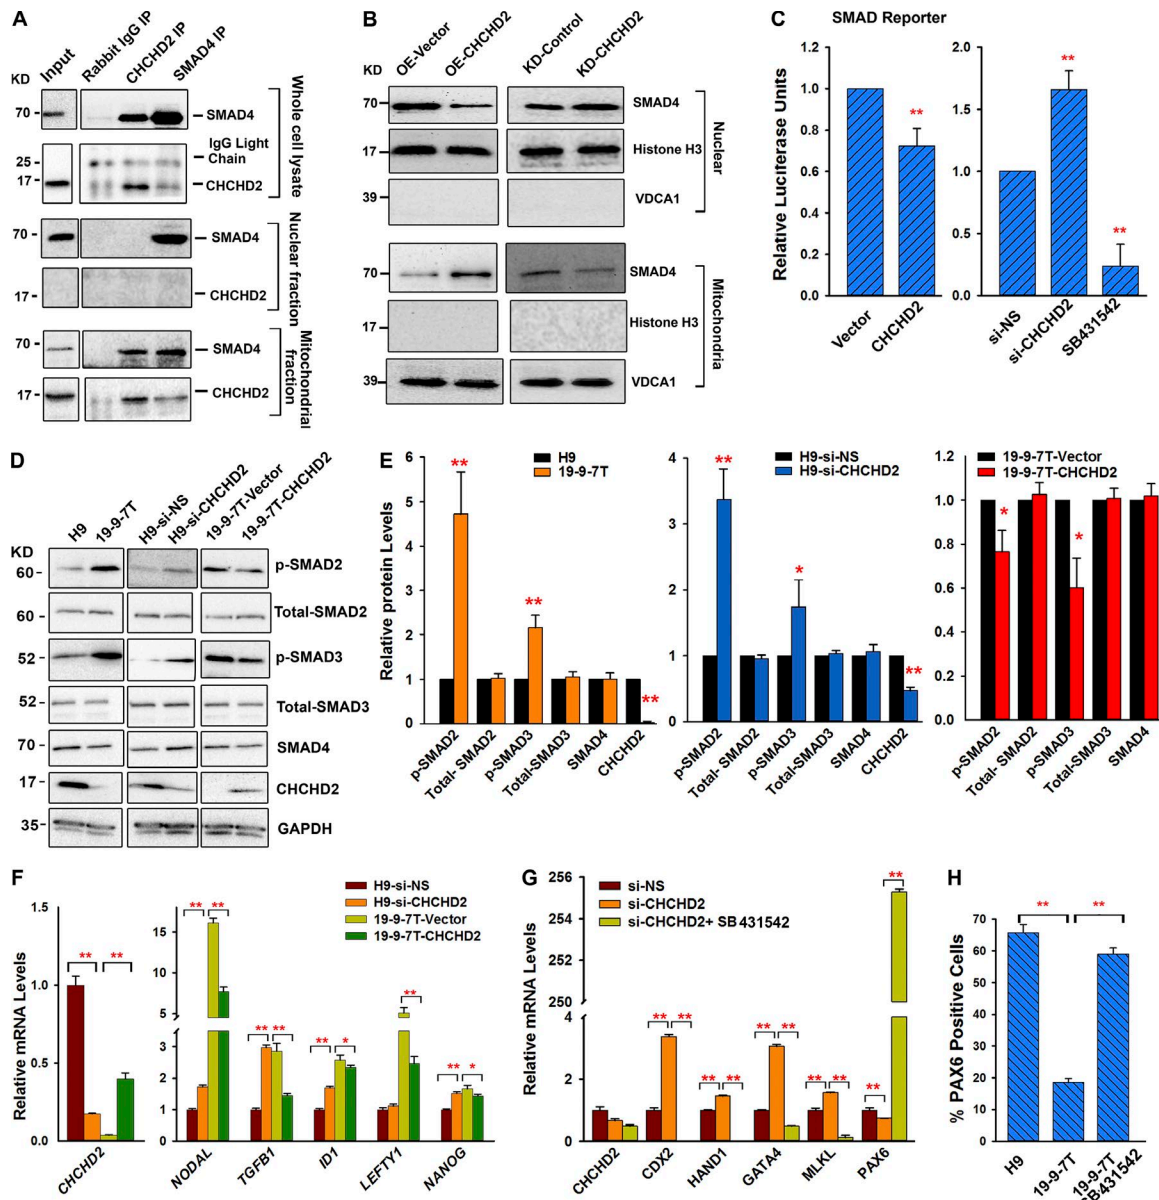 A
KD
Input
Rabbit IgG IP
CHCHD2 IP
SMAD4 IP
70
SMAD4
25
IgG Light
Chain
17
CHCHD2
Whole cell lysate
70
SMAD4
17
CHCHD2
Nuclear fraction
70
SMAD4
17
CHCHD2
Mitochondrial
fraction
B
KD
OE-Vector
OE-CHCHD2
KD-Control
KD-CHCHD2
70
SMAD4
17
Histone H3
39
VDCA1
Nuclear
70
SMAD4
17
Histone H3
39
VDCA1
Mitochondria
C
SMAD Reporter
Relative Luciferase Units
1.2
1.0
0.8
0.6
0.4
0.2
0.0
**
Vector
CHCHD2
2.0
1.5
1.0
0.5
0.0
**
**
si-NS
si-CHCHD2
SB431542
D
KD
H9
19-9-7T
H9-si-NS
H9-si-CHCHD2
19-9-7T-Vector
19-9-7T-CHCHD2
60
p-SMAD2
60
Total-SMAD2
52
p-SMAD3
52
Total-SMAD3
70
SMAD4
17
CHCHD2
35
GAPDH
E
Relative protein Levels
6
5
4
3
2
1
0
H9
19-9-7T
**
**
**
p-SMAD2
Total- SMAD2
p-SMAD3
Total-SMAD3
SMAD4
CHCHD2
4
3
2
1
0
H9-si-NS
H9-si-CHCHD2
**
*
**
p-SMAD2
Total- SMAD2
p-SMAD3
Total-SMAD3
SMAD4
CHCHD2
1.2
1.0
0.8
0.6
0.4
0.2
0.0
19-9-7T-Vector
19-9-7T-CHCHD2
*
*
p-SMAD2
Total- SMAD2
p-SMAD3
Total-SMAD3
SMAD4
F
Relative mRNA Levels
H9-si-NS
H9-si-CHCHD2
19-9-7T-Vector
19-9-7T-CHCHD2
1.5
1.0
0.5
0.0
** **
CHCHD2
15
10
5
3
2
1
0
** **
** **
** *
**
** *
NODAL
TGFB1
ID1
LEFTY1
NANOG
G
Relative mRNA Levels
si-NS
si-CHCHD2
si-CHCHD2+ SB 431542
256
254
252
250
4
2
0
** **
** **
** **
** **
** **
CHCHD2
CDX2
HAND1
GATA4
MLKL
PAX6
H
% PAX6 Positive Cells
70
60
50
40
30
20
10
0
** **
H9
19-9-7T
19-9-7T
SB431542